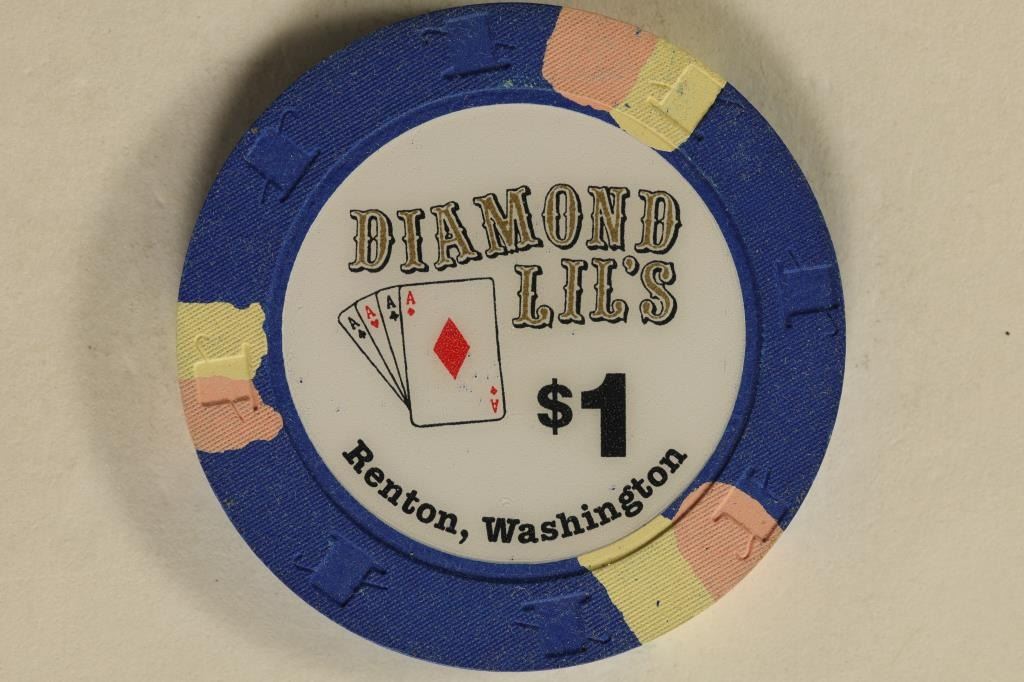 DIAMOND
LIL'S
A A A A
A
$1
Renton, Washington